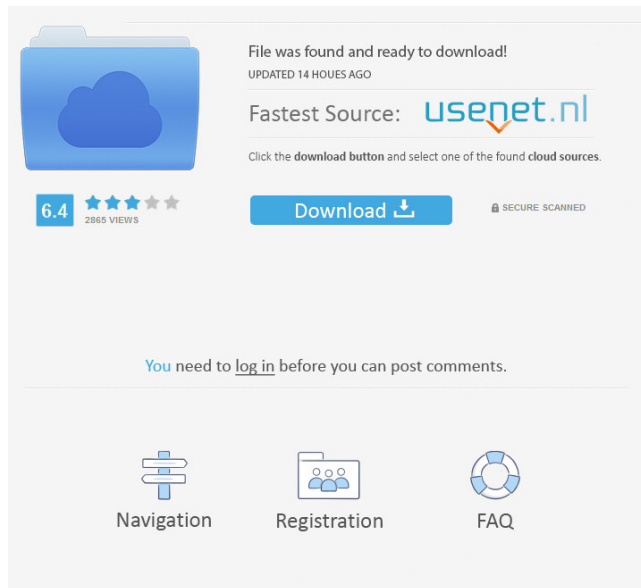 File was found and ready to download!
UPDATED 14 HOUES AGO
Fastest Source: usenet.nl
Click the download button and select one of the found cloud sources.
6.4
2865 VIEWS
Download
SECURE SCANNED
You need to log in before you can post comments.
Navigation
Registration
FAQ